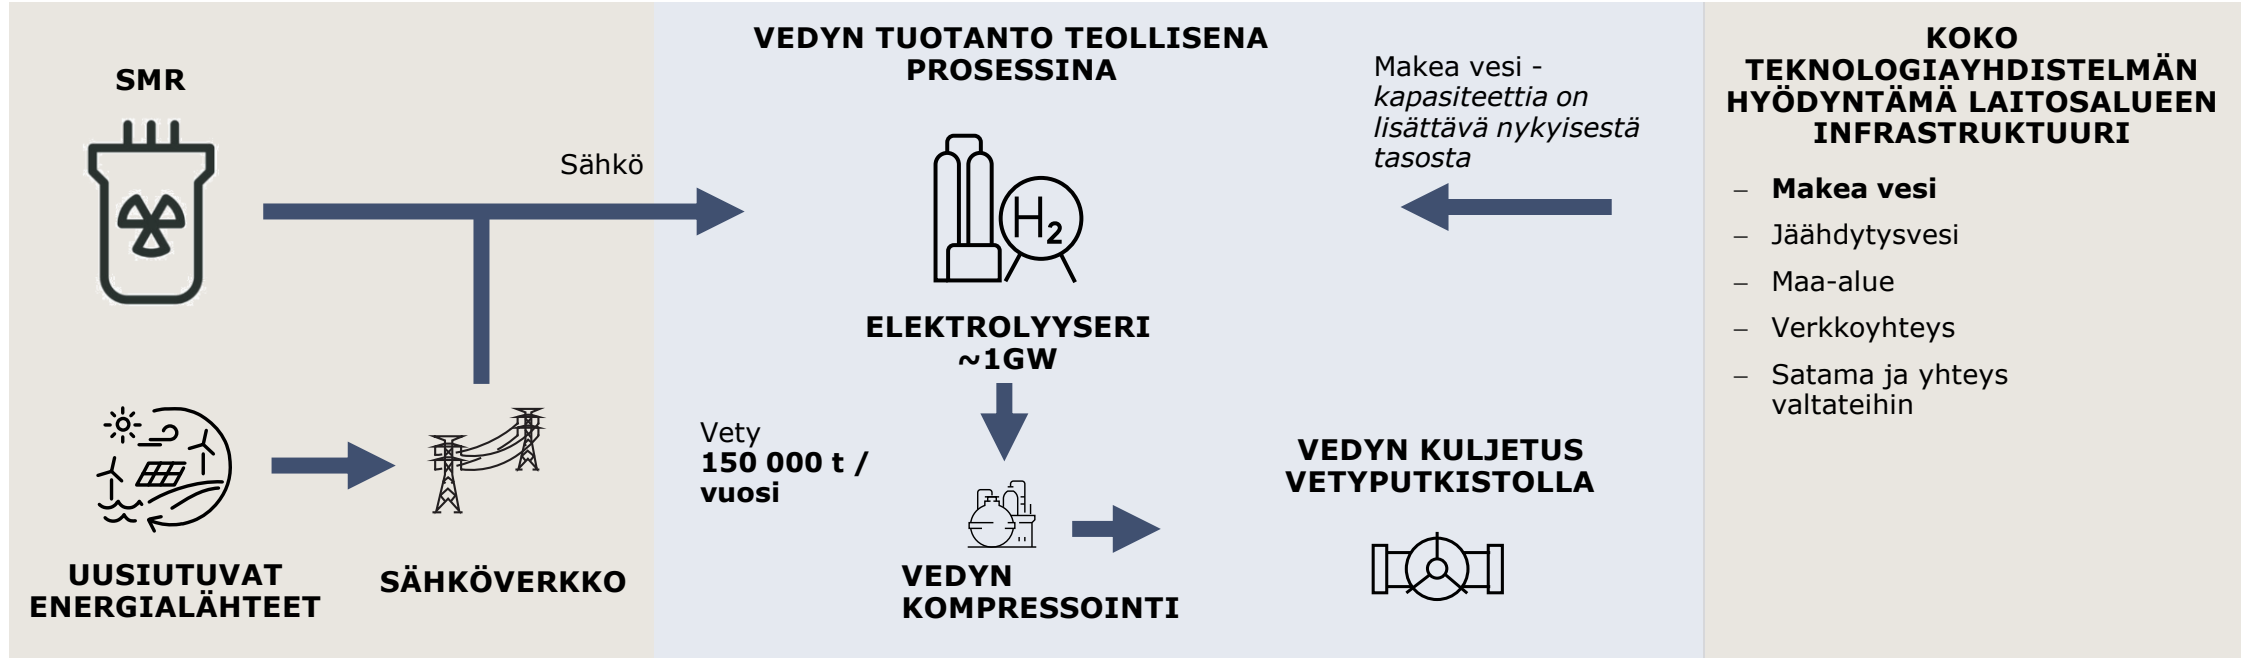 SMR
Sähkö
UUSIUTUVAT
ENERGIALÄHTEET
SÄHKÖVERKKO
VEDYN TUOTANTO TEOLLISENA
PROSESSINA
Makea vesi -
kapasiteettia on
lisättävä nykyisestä
tasosta
H2
ELEKTROLYYSERI
~1GW
Vety
150 000 t /
vuosi
VEDYN
KOMPRESSOINTI
VEDYN KULJETUS
VETYPUTKISTOLLA
KOKO
TEKNOLOGIAYHDISTELMÄN
HYÖDYNTÄMÄ LAITOSALUEEN
INFRASTRUKTUURI
– Makea vesi
– Jäähdytysvesi
– Maa-alue
– Verkkoyhteys
– Satama ja yhteys
valtateihin